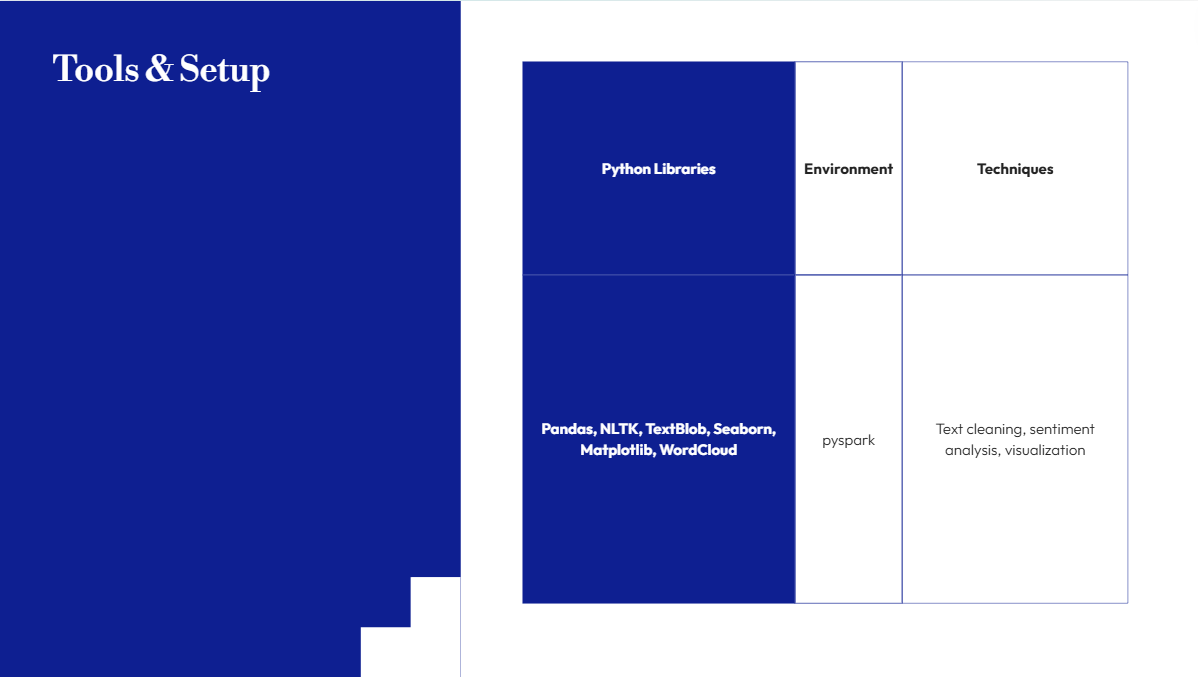 Tools & Setup
Python Libraries
Environment
Techniques
Pandas, NLTK, TextBlob, Seaborn,
Matplotlib, WordCloud
pyspark
Text cleaning, sentiment
analysis, visualization